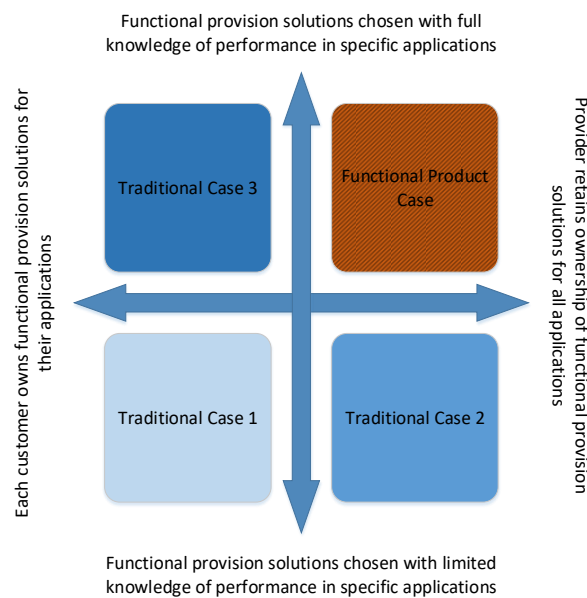 Functional provision solutions chosen with full
knowledge of performance in specific applications
Each customer owns functional provision solutions for
their applications
Traditional Case 3
Functional Product
Case
Provider retains ownership of functional provision
solutions for all applications
Traditional Case 1
Traditional Case 2
Functional provision solutions chosen with limited
knowledge of performance in specific applications